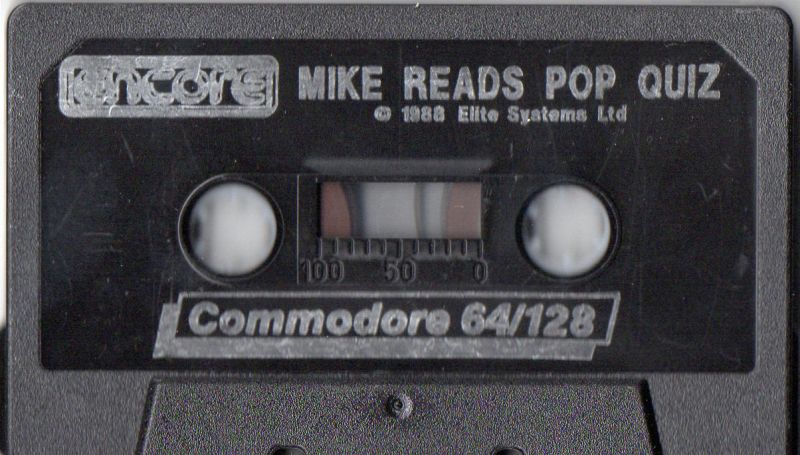 encore
MIKE READS POP QUIZ
© 1988 Elite Systems Ltd
100 50 0
Commodore 64/128